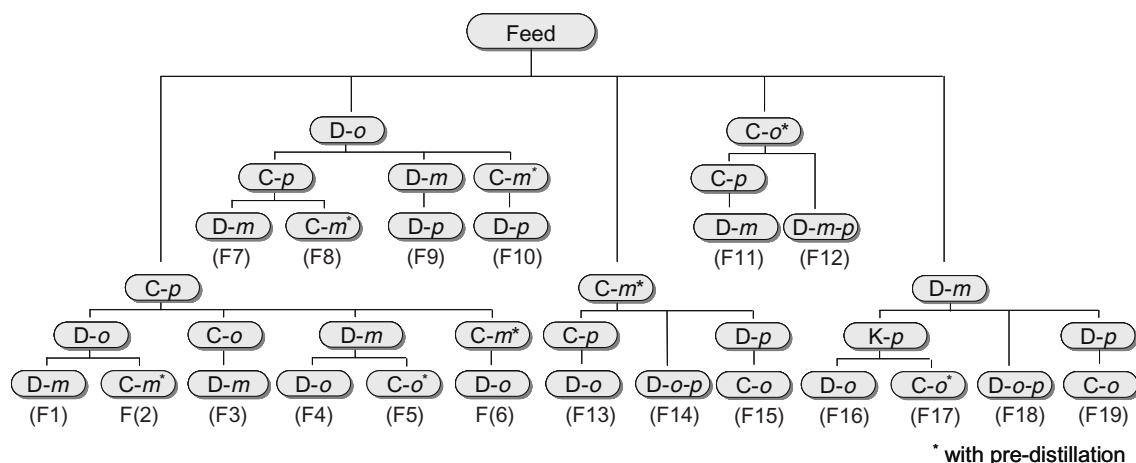 Feed
D-o
C-o*
C-p D-m C-m*
C-p
D-m C-m* D-p D-p
D-m D-m-p
(F7) (F8) (F9) (F10)
(F11) (F12)
C-p
C-m*
D-m
D-o C-o D-m C-m*
C-p D-p
K-p D-p
D-m C-m* D-m D-o C-o* D-o
D-o D-o-p C-o
D-o C-o* D-o-p C-o
(F1) F(2) (F3) (F4) (F5) F(6)
(F13) (F14) (F15)
(F16) (F17) (F18) (F19)
* with pre-distillation